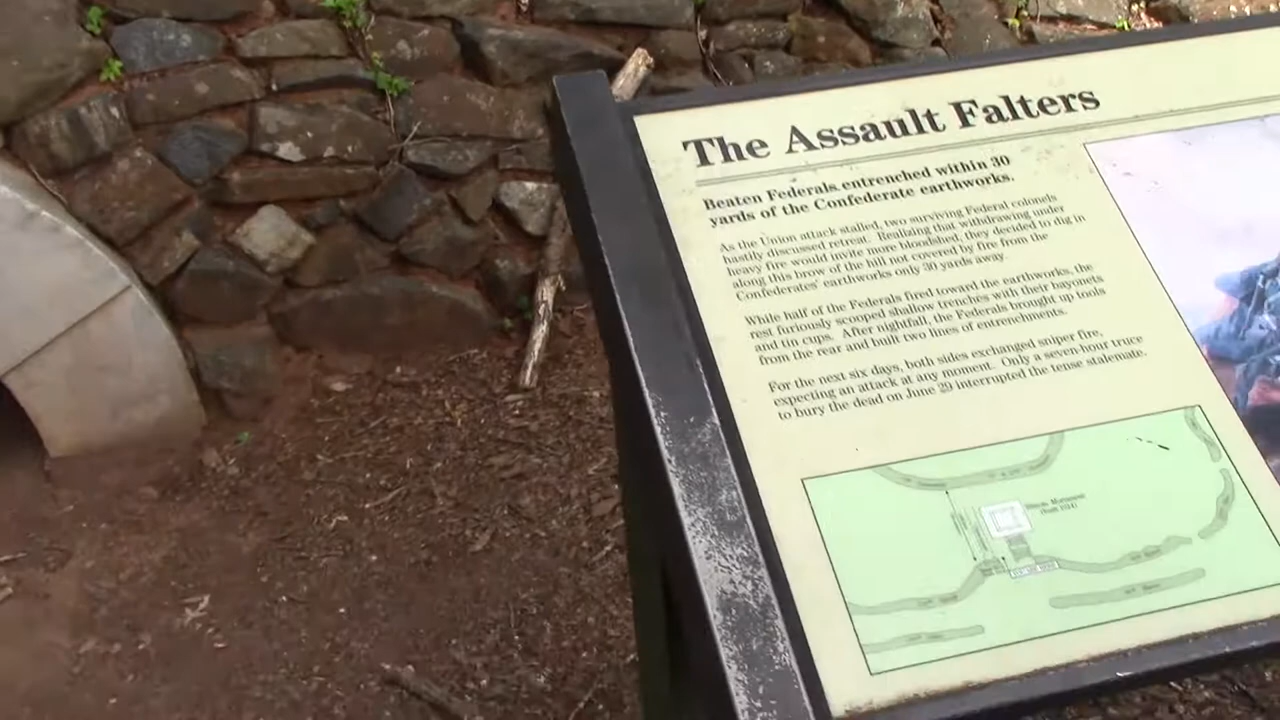 The Assault Falters
Beaten Federals entrenched within 30
yards of the Confederate earthworks.
As the Union attack stalled, two surviving Federal colonels
hastily discussed retreat. Realizing that withdrawing under
heavy fire would invite more bloodshed, they decided to dig in
along this brow of the hill not covered by fire from the
Confederates' earthworks only 30 yards away.
While half of the Federals fired toward the earthworks, the
rest furiously scooped shallow trenches with their bayonets
and tin cups. After nightfall, the Federals brought up tools
from the rear and built two lines of entrenchments.
For the next six days, both sides exchanged sniper fire,
expecting an attack at any moment. Only a seven-hour truce
to bury the dead on June 29 interrupted the tense stalemate.
Illinois Monument
(built 1914)